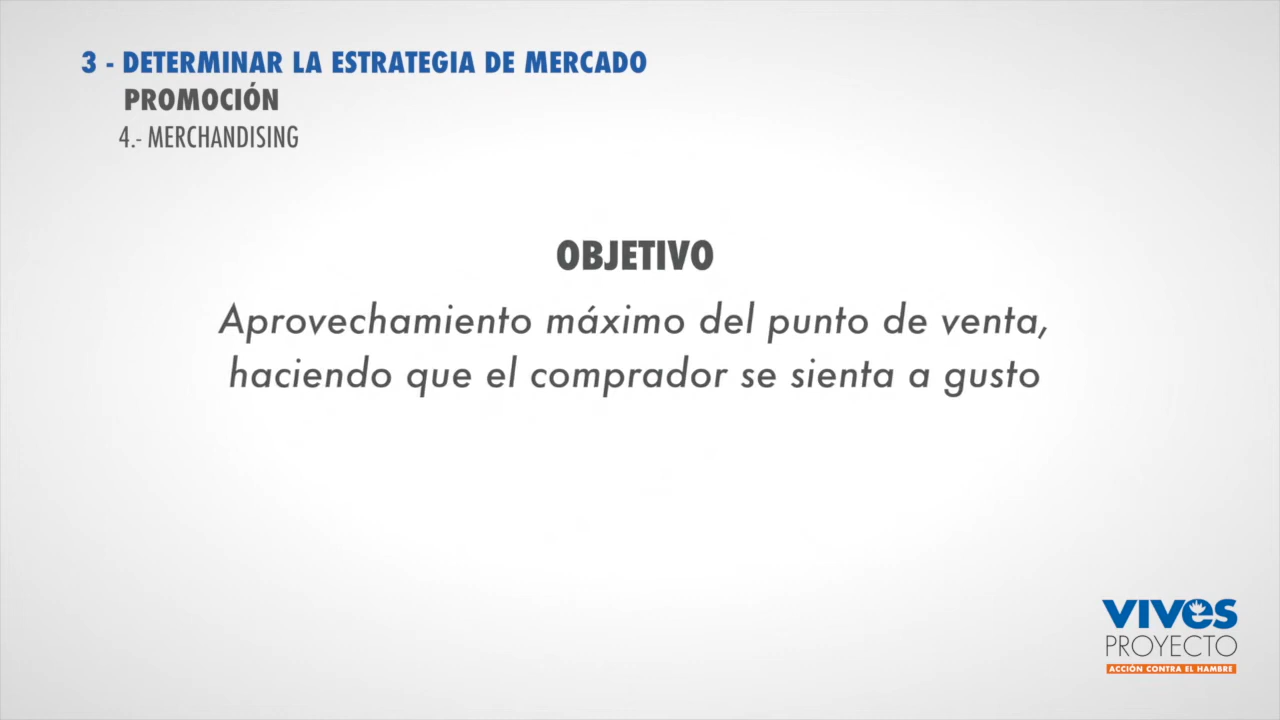 3 - DETERMINAR LA ESTRATEGIA DE MERCADO
PROMOCIÓN
4.- MERCHANDISING
OBJETIVO
Aprovechamiento máximo del punto de venta,
haciendo que el comprador se sienta a gusto
VIVES
PROYECTO
ACCIÓN CONTRA EL HAMBRE